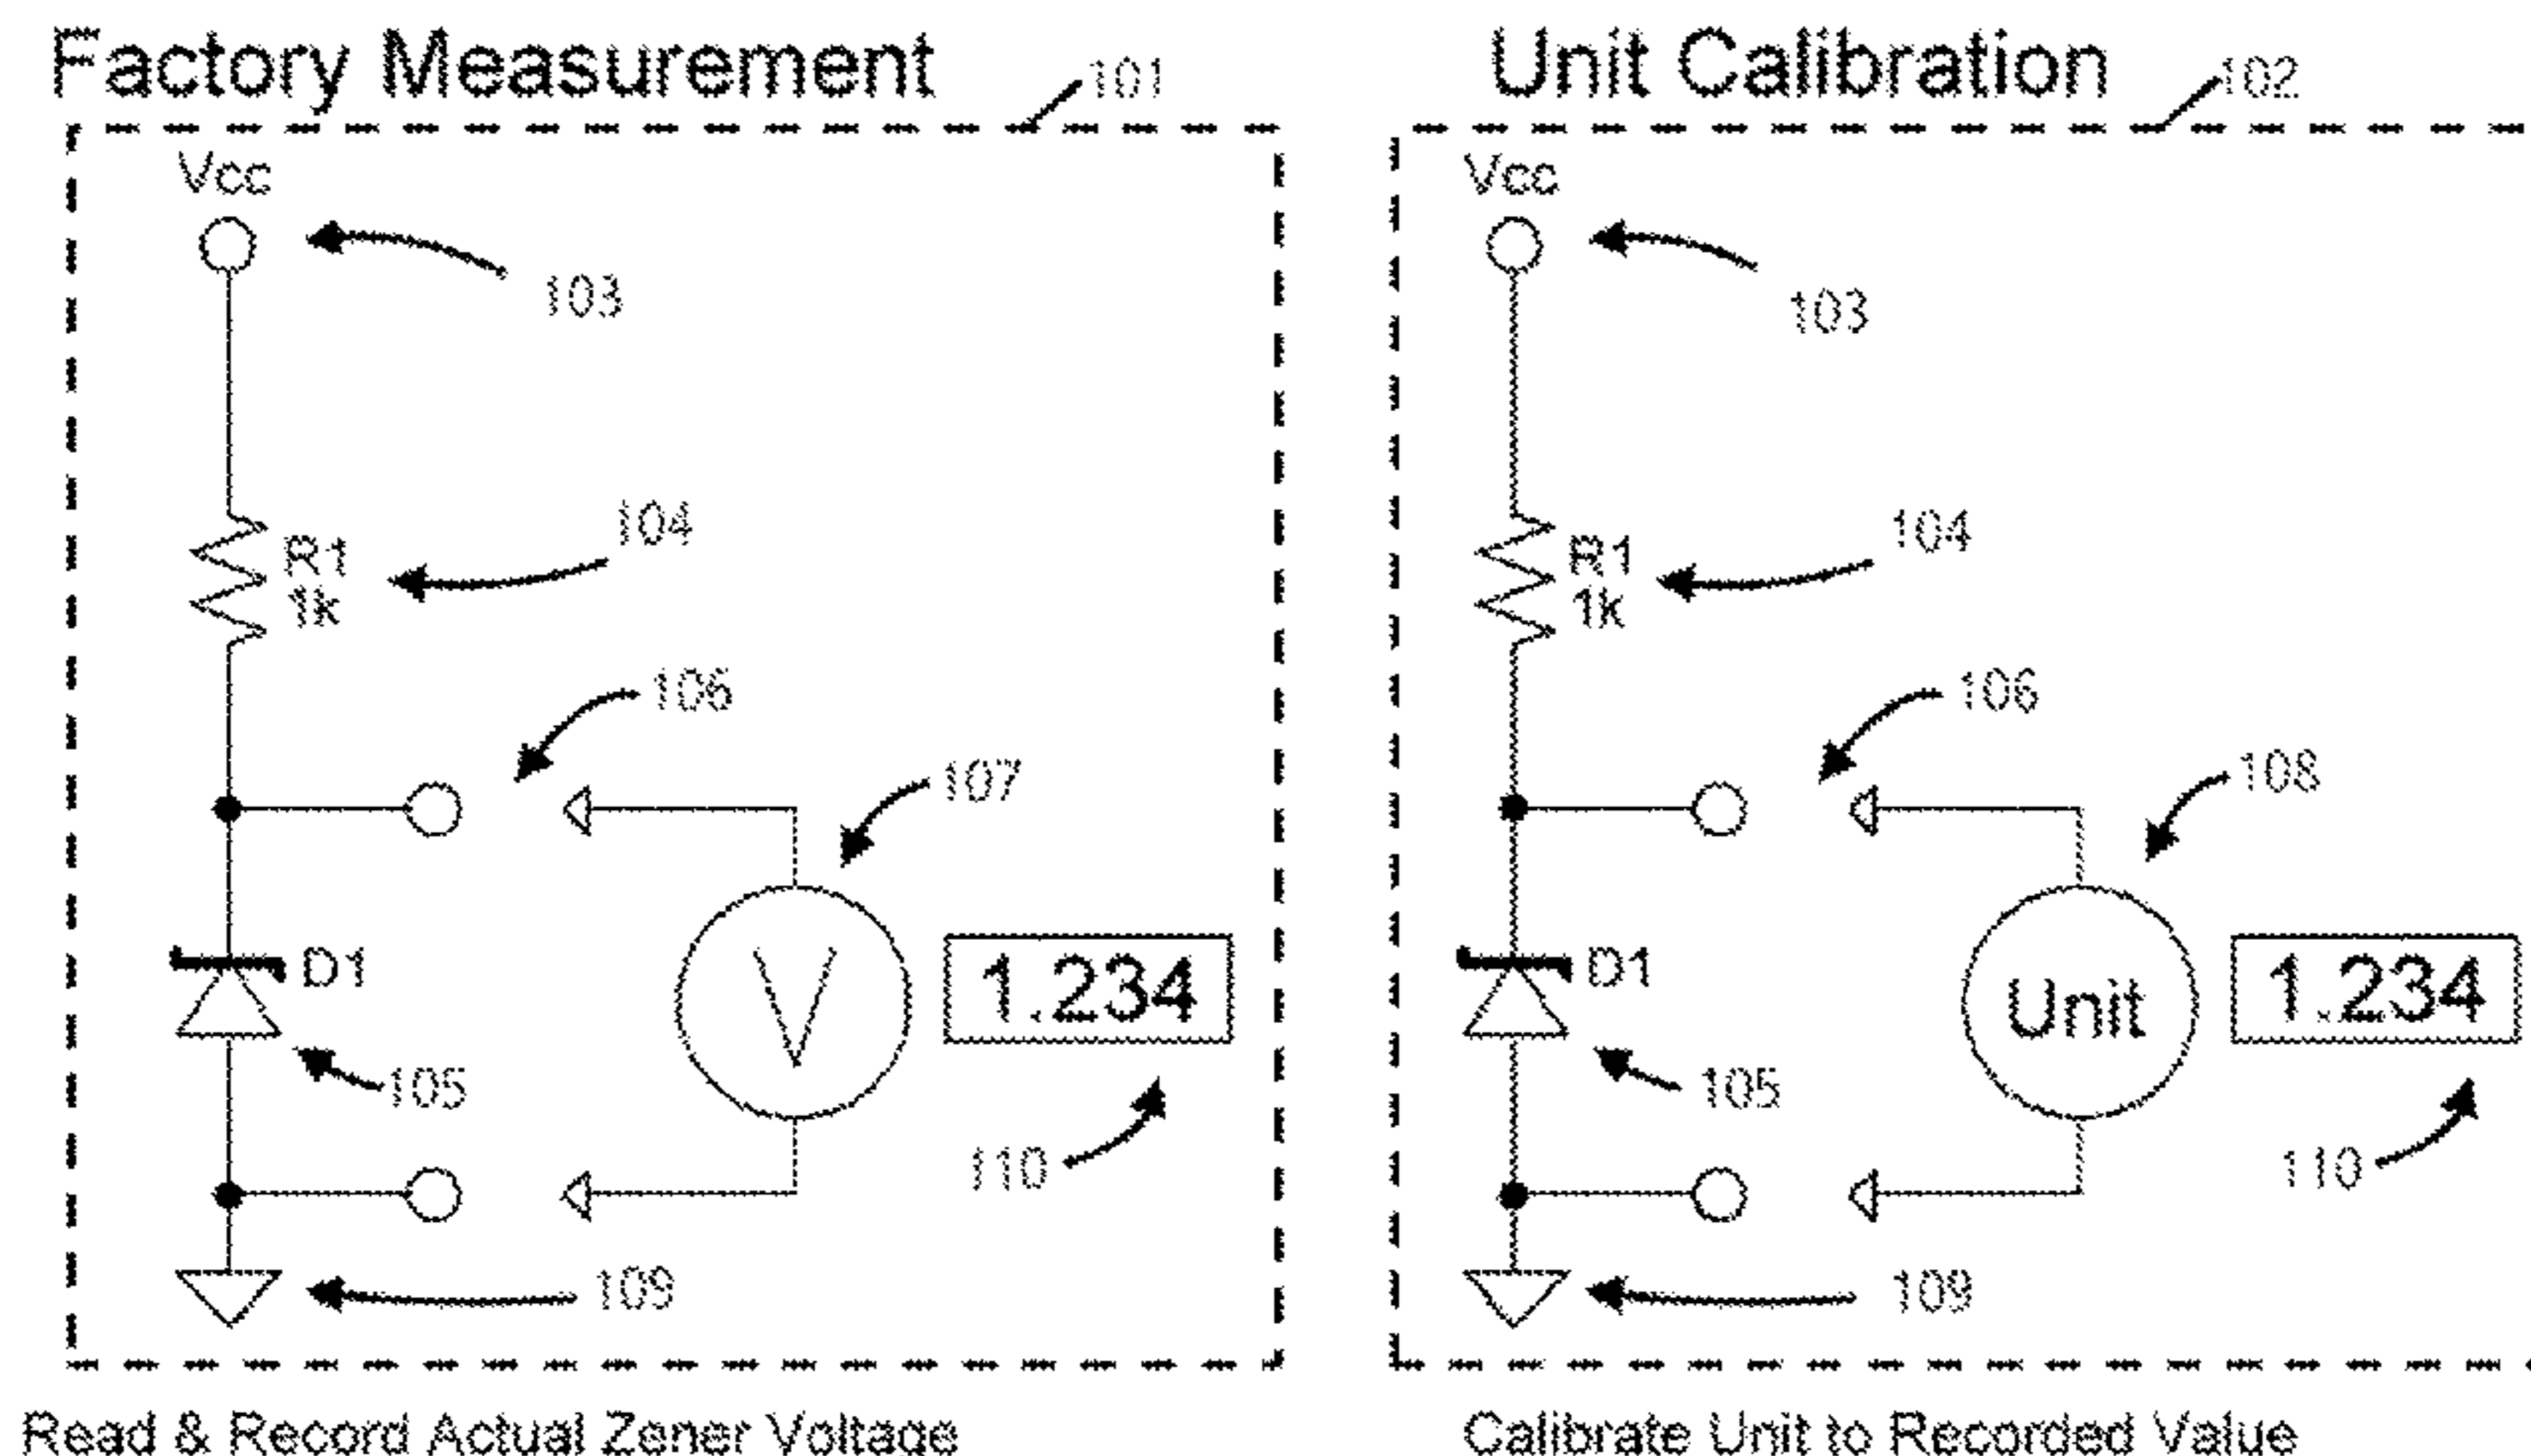 Factory Measurement
101
Vcc
103
R1
1k
104
106
107
D1
V
1.234
105
110
109
Read & Record Actual Zener Voltage
Unit Calibration
102
Vcc
103
R1
1k
104
106
108
D1
Unit
1.234
105
110
109
Calibrate Unit to Recorded Value